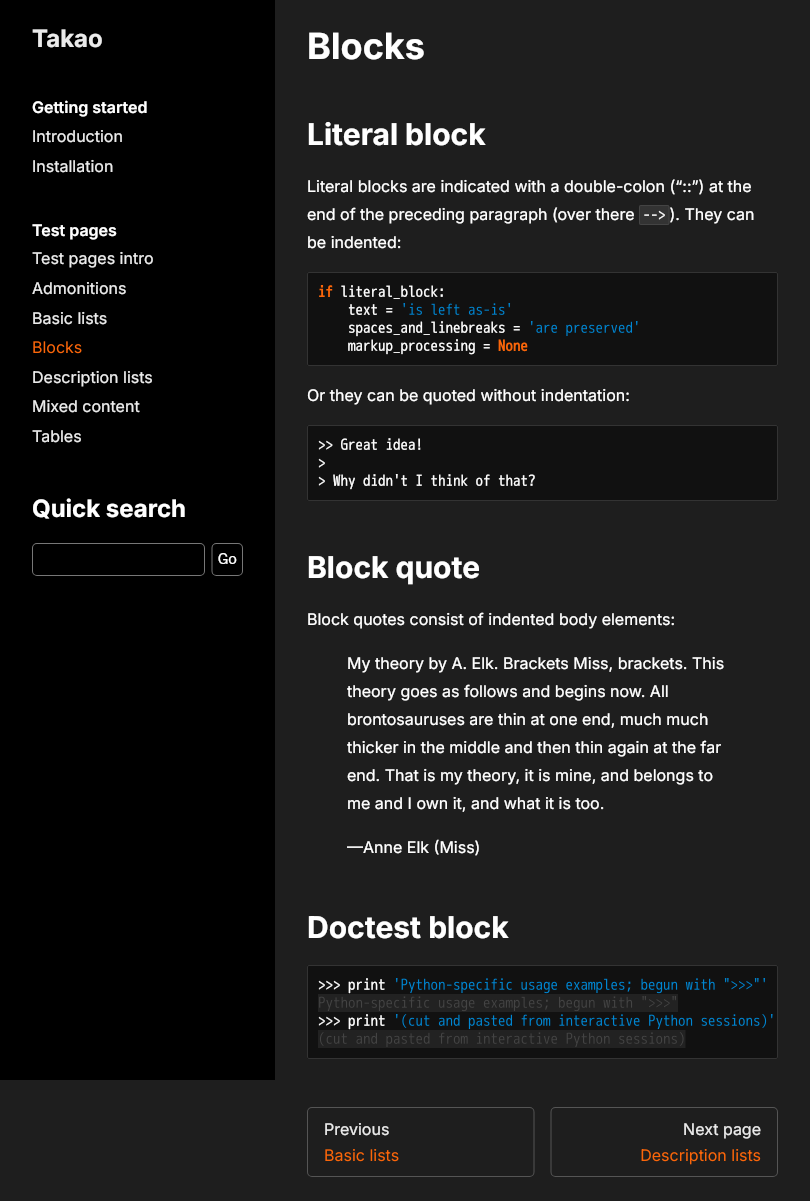 Takao
Getting started
Introduction
Installation
Test pages
Test pages intro
Admonitions
Basic lists
Blocks
Description lists
Mixed content
Tables
Quick search
Go
Blocks
Literal block
Literal blocks are indicated with a double-colon (“::”) at the
end of the preceding paragraph (over there -->). They can
be indented:
if literal_block:
    text = 'is left as-is'
    spaces_and_linebreaks = 'are preserved'
    markup_processing = None
Or they can be quoted without indentation:
>> Great idea!
>
> Why didn't I think of that?
Block quote
Block quotes consist of indented body elements:
My theory by A. Elk. Brackets Miss, brackets. This
theory goes as follows and begins now. All
brontosauruses are thin at one end, much much
thicker in the middle and then thin again at the far
end. That is my theory, it is mine, and belongs to
me and I own it, and what it is too.
—Anne Elk (Miss)
Doctest block
>>> print 'Python-specific usage examples; begun with ">>>"'
Python-specific usage examples; begun with ">>>"
>>> print '(cut and pasted from interactive Python sessions)'
(cut and pasted from interactive Python sessions)
Previous
Basic lists
Next page
Description lists